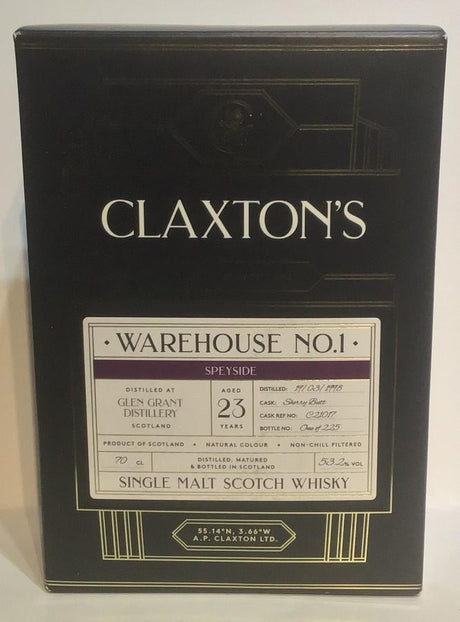 CLAXTON'S
· WAREHOUSE NO.1 ·
SPEYSIDE
DISTILLED AT
GLEN GRANT
DISTILLERY
SCOTLAND
AGED
23
YEARS
DISTILLED: 19/03/1998
CASK: Sherry Butt
CASK REF NO: C21017
BOTTLE NO: One of 225
PRODUCT OF SCOTLAND • NATURAL COLOUR • NON-CHILL FILTERED
70 CL
DISTILLED, MATURED
& BOTTLED IN SCOTLAND
53.2% VOL
SINGLE MALT SCOTCH WHISKY
55.14°N, 3.66°W
A.P. CLAXTON LTD.